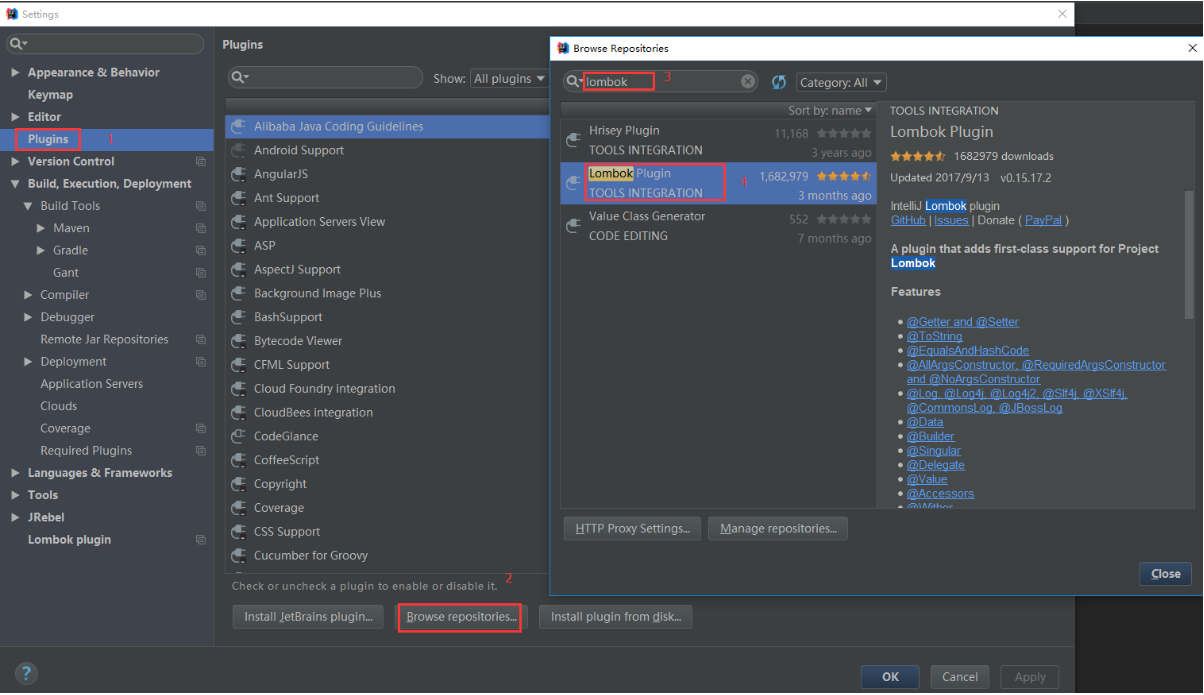 Settings
Appearance & Behavior
Keymap
Editor
Plugins 1
Version Control
Build, Execution, Deployment
Build Tools
Maven
Gradle
Gant
Compiler
Debugger
Remote Jar Repositories
Deployment
Application Servers
Clouds
Coverage
Required Plugins
Languages & Frameworks
Tools
JRebel
Lombok plugin
Plugins
Show: All plugins
Alibaba Java Coding Guidelines
Android Support
AngularJS
Ant Support
Application Servers View
ASP
AspectJ Support
Background Image Plus
BashSupport
Bytecode Viewer
CFML Support
Cloud Foundry integration
CloudBees integration
CodeGlance
CoffeeScript
Copyright
Coverage
CSS Support
Cucumber for Groovy
Check or uncheck a plugin to enable or disable it. 2
Install JetBrains plugin...
Browse repositories...
Install plugin from disk...
? OK Cancel Apply
Browse Repositories
lombok 3 Category: All
Sort by: name
Hrisey Plugin 11,168
TOOLS INTEGRATION 3 years ago
Lombok Plugin 4 1,682,979
TOOLS INTEGRATION 3 months ago
Value Class Generator 552
CODE EDITING 7 months ago
TOOLS INTEGRATION
Lombok Plugin
1682979 downloads
Updated 2017/9/13 v0.15.17.2
IntelliJ Lombok plugin
GitHub | Issues | Donate ( PayPal )
A plugin that adds first-class support for Project
Lombok
Features
@Getter and @Setter
@ToString
@EqualsAndHashCode
@AllArgsConstructor, @RequiredArgsConstructor
and @NoArgsConstructor
@Log, @Log4j, @Log4j2, @Slf4j, @XSlf4j,
@CommonsLog, @JBossLog
@Data
@Builder
@Singular
@Delegate
@Value
@Accessors
@Wither
HTTP Proxy Settings...
Manage repositories...
Close